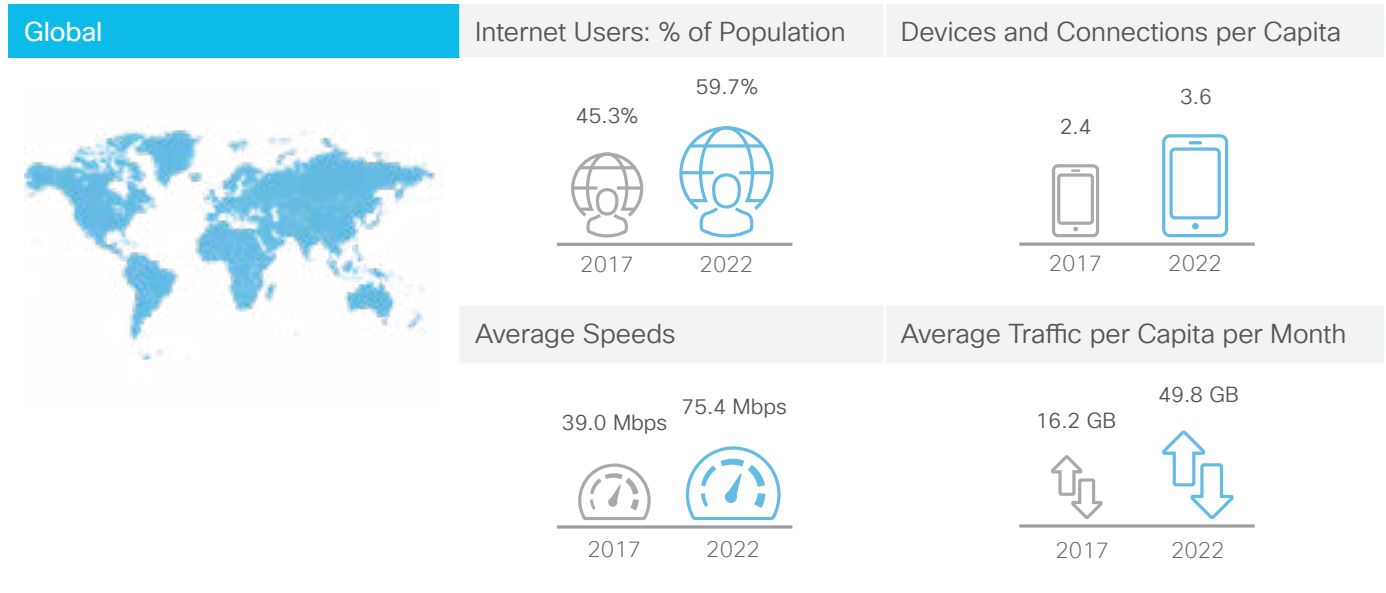 Global
Internet Users: % of Population
Devices and Connections per Capita
45.3%
59.7%
2017
2022
2.4
3.6
2017
2022
Average Speeds
Average Traffic per Capita per Month
39.0 Mbps
75.4 Mbps
2017
2022
16.2 GB
49.8 GB
2017
2022